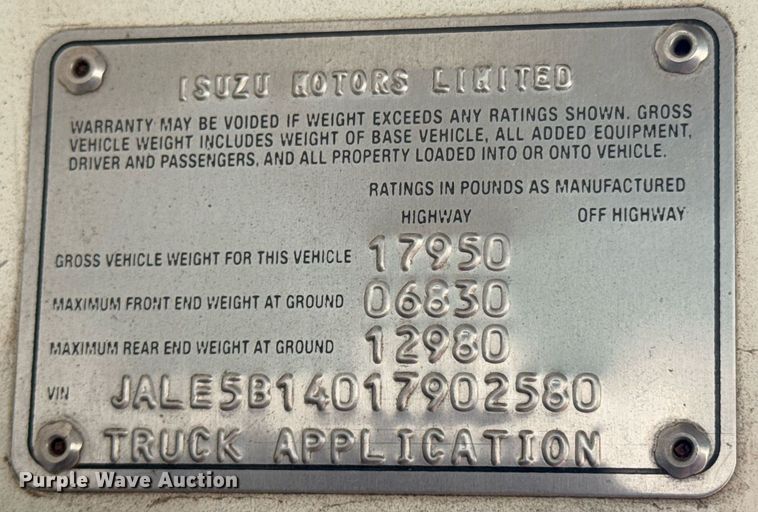 ISUZU MOTORS LIMITED
WARRANTY MAY BE VOIDED IF WEIGHT EXCEEDS ANY RATINGS SHOWN. GROSS
VEHICLE WEIGHT INCLUDES WEIGHT OF BASE VEHICLE, ALL ADDED EQUIPMENT,
DRIVER AND PASSENGERS, AND ALL PROPERTY LOADED INTO OR ONTO VEHICLE.
RATINGS IN POUNDS AS MANUFACTURED
HIGHWAY OFF HIGHWAY
GROSS VEHICLE WEIGHT FOR THIS VEHICLE 17950
MAXIMUM FRONT END WEIGHT AT GROUND 06830
MAXIMUM REAR END WEIGHT AT GROUND 12980
VIN JALE5B14017902580
TRUCK APPLICATION
Purple Wave Auction